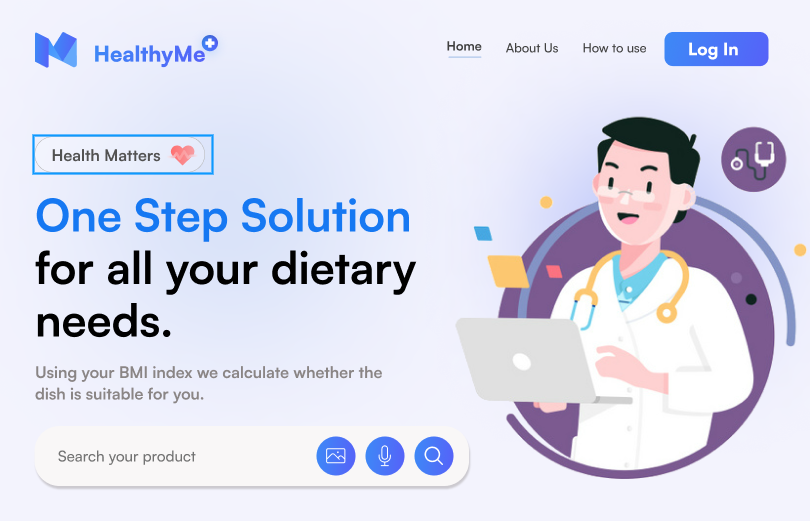 HealthyMe
Home About Us How to use Log In
Health Matters
One Step Solution
for all your dietary
needs.
Using your BMI index we calculate whether the
dish is suitable for you.
Search your product